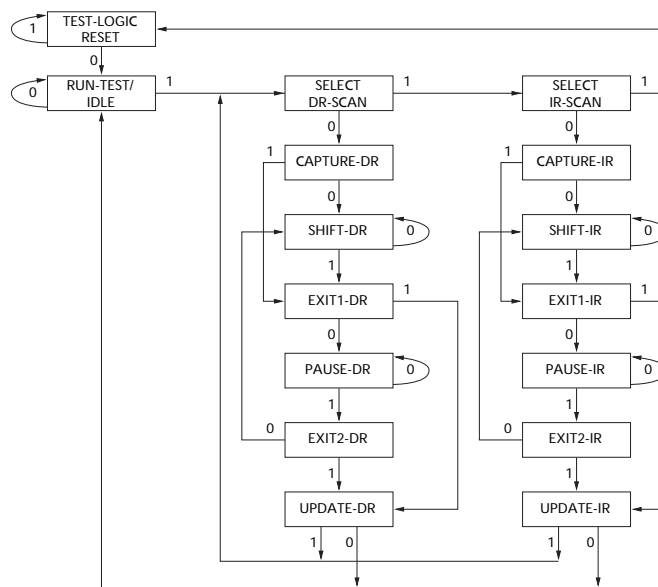 TEST-LOGIC
RESET
1
0
RUN-TEST/
IDLE
0
1
SELECT
DR-SCAN
1
SELECT
IR-SCAN
1
0
0
1
CAPTURE-DR
1
CAPTURE-IR
0
0
SHIFT-DR
0
SHIFT-IR
0
1
1
EXIT1-DR
1
EXIT1-IR
1
0
0
PAUSE-DR
0
PAUSE-IR
0
1
1
0
EXIT2-DR
0
EXIT2-IR
1
1
UPDATE-DR
UPDATE-IR
1
0
1
0